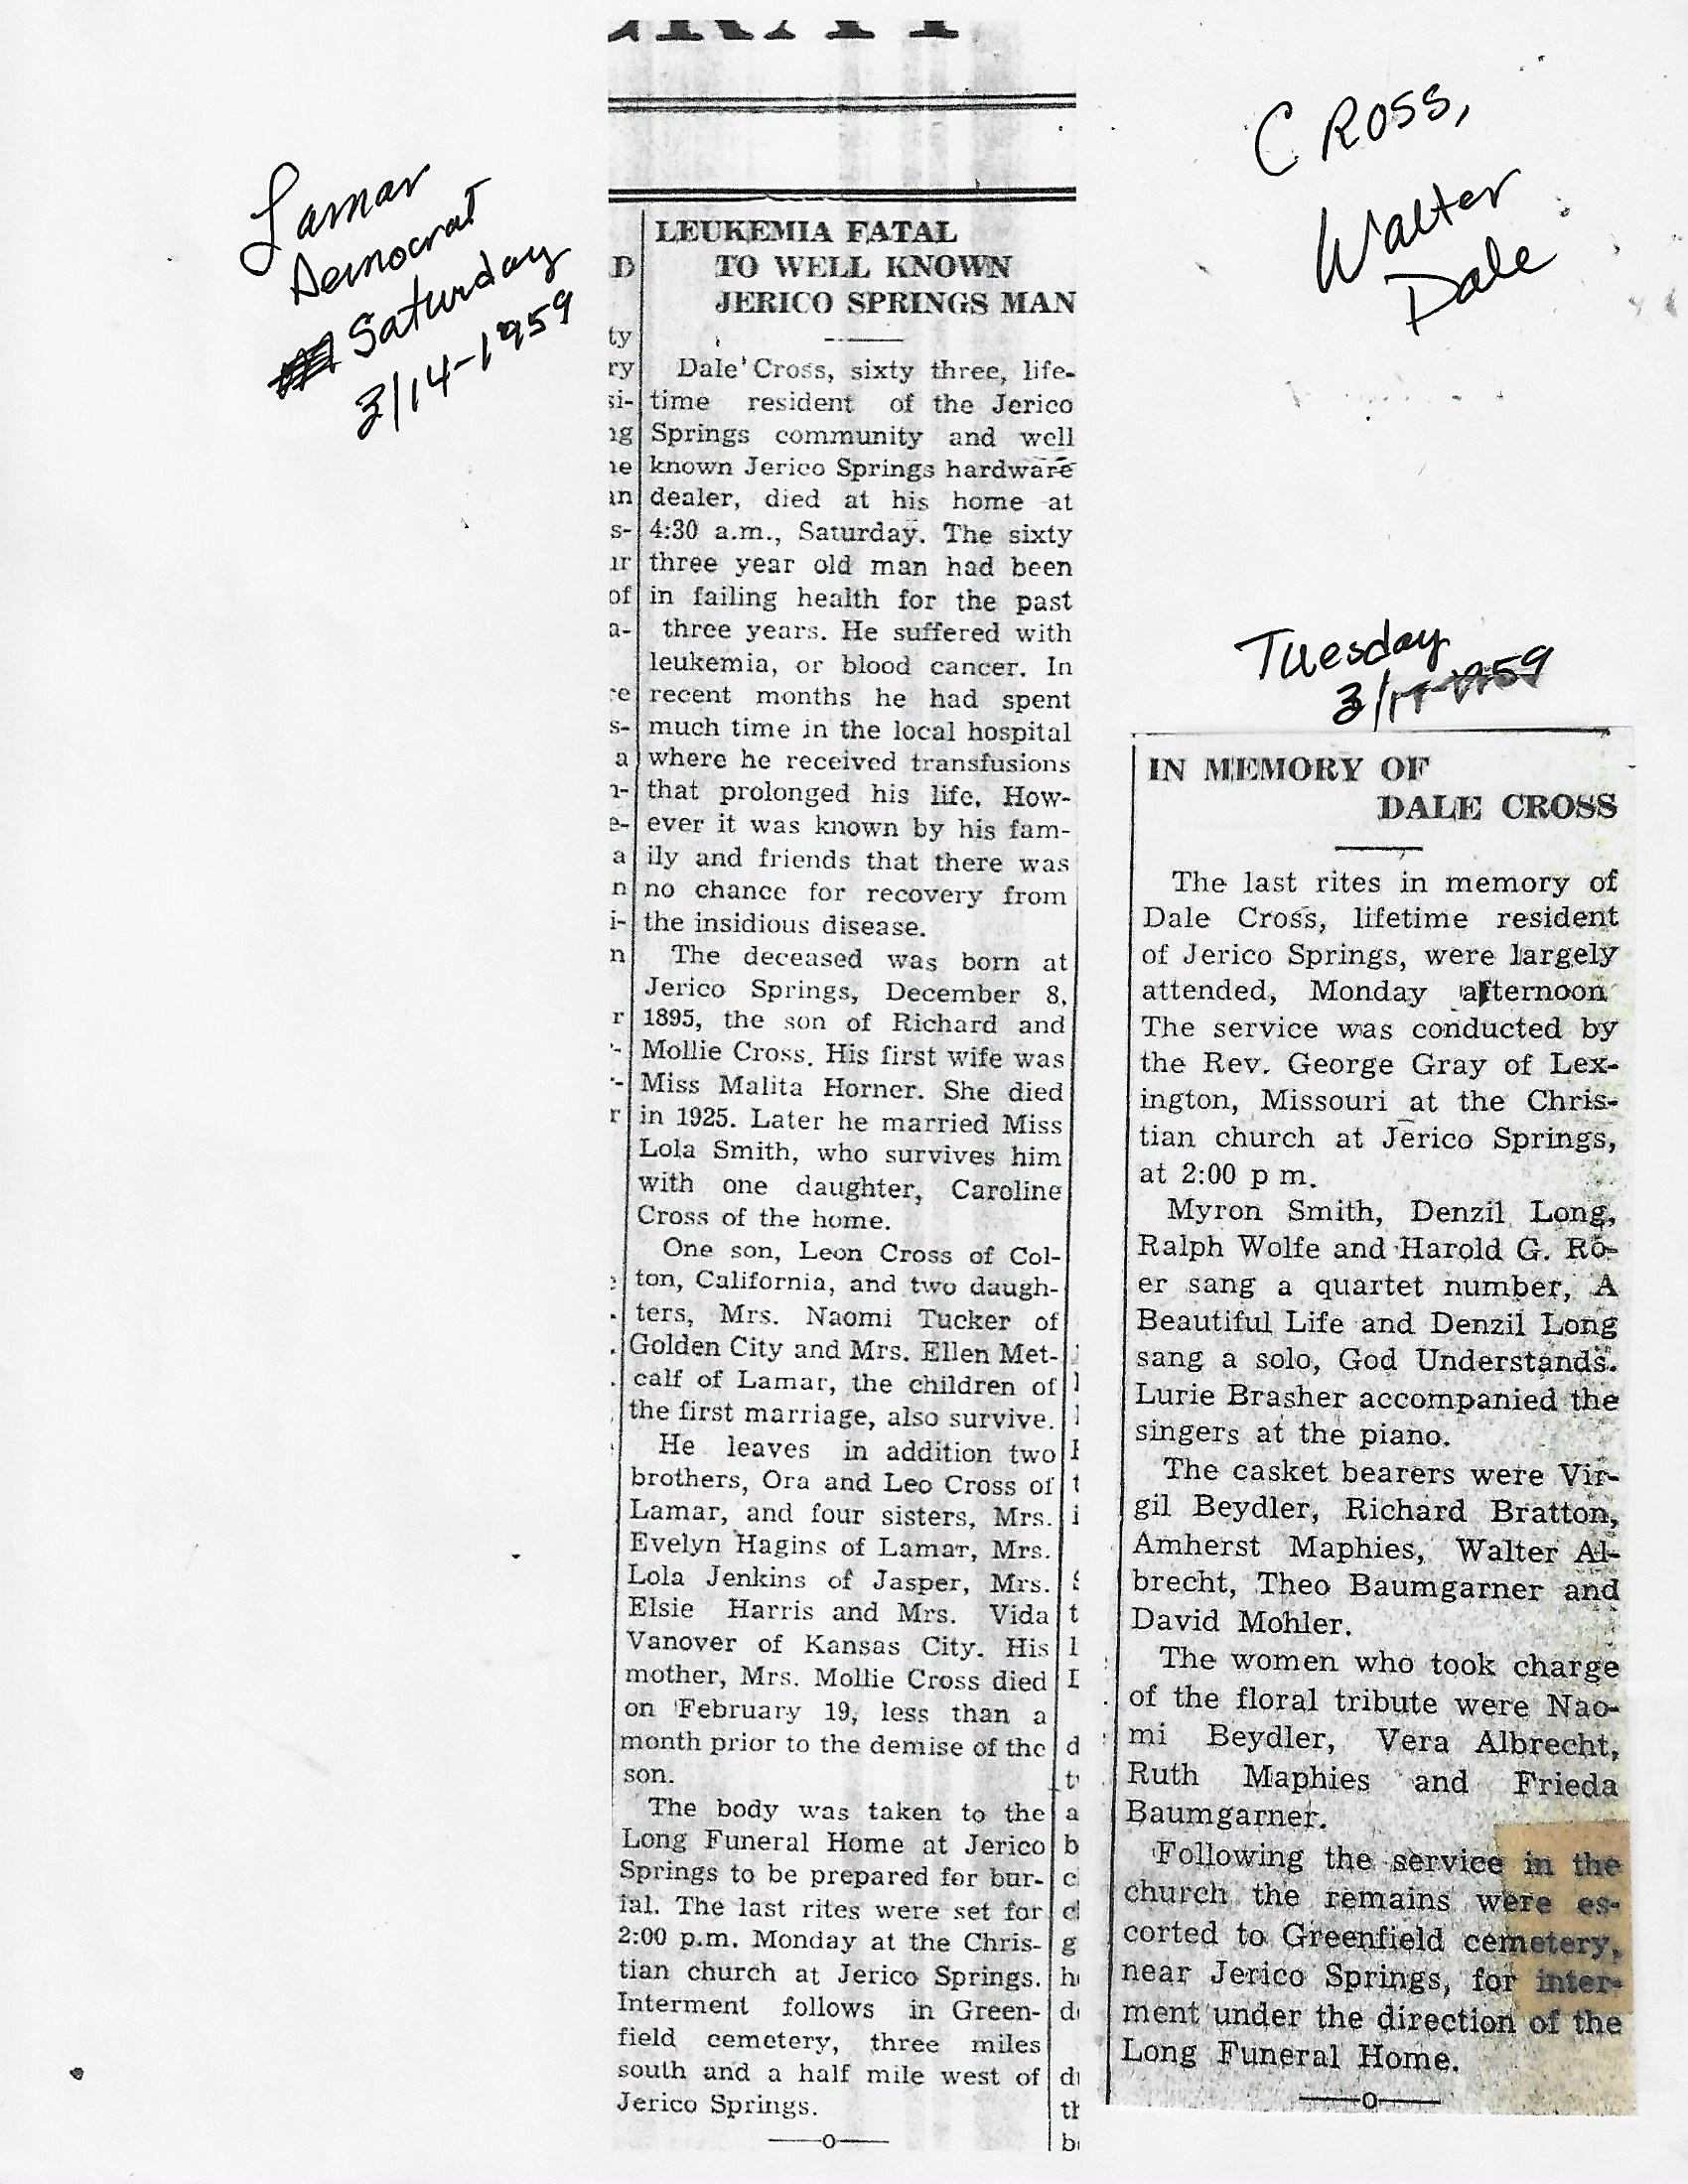 Lamar
Democrat
Saturday
3/14-1959
CROSS,
Walter
Dale
LEUKEMIA FATAL
TO WELL KNOWN
JERICO SPRINGS MAN
Dale Cross, sixty three, life-
time resident of the Jerico
Springs community and well
known Jerico Springs hardware
dealer, died at his home at
4:30 a.m., Saturday. The sixty
three year old man had been
in failing health for the past
three years. He suffered with
leukemia, or blood cancer. In
recent months he had spent
much time in the local hospital
where he received transfusions
that prolonged his life. How-
ever it was known by his fam-
ily and friends that there was
no chance for recovery from
the insidious disease.
The deceased was born at
Jerico Springs, December 8,
1895, the son of Richard and
Mollie Cross. His first wife was
Miss Malita Horner. She died
in 1925. Later he married Miss
Lola Smith, who survives him
with one daughter, Caroline
Cross of the home.
One son, Leon Cross of Col-
ton, California, and two daugh-
ters, Mrs. Naomi Tucker of
Golden City and Mrs. Ellen Met-
calf of Lamar, the children of
the first marriage, also survive.
He leaves in addition two
brothers, Ora and Leo Cross of
Lamar, and four sisters, Mrs.
Evelyn Hagins of Lamar, Mrs.
Lola Jenkins of Jasper, Mrs.
Elsie Harris and Mrs. Vida
Vanover of Kansas City. His
mother, Mrs. Mollie Cross died
on February 19, less than a
month prior to the demise of the
son.
The body was taken to the
Long Funeral Home at Jerico
Springs to be prepared for bur-
ial. The last rites were set for
2:00 p.m. Monday at the Chris-
tian church at Jerico Springs.
Interment follows in Green-
field cemetery, three miles
south and a half mile west of
Jerico Springs.
Tuesday
3/17-1959
IN MEMORY OF
DALE CROSS
The last rites in memory of
Dale Cross, lifetime resident
of Jerico Springs, were largely
attended, Monday afternoon
The service was conducted by
the Rev. George Gray of Lex-
ington, Missouri at the Chris-
tian church at Jerico Springs,
at 2:00 p m.
Myron Smith, Denzil Long,
Ralph Wolfe and Harold G. Ro-
er sang a quartet number, A
Beautiful Life and Denzil Long
sang a solo, God Understands.
Lurie Brasher accompanied the
singers at the piano.
The casket bearers were Vir-
gil Beydler, Richard Bratton,
Amherst Maphies, Walter Al-
brecht, Theo Baumgarner and
David Mohler.
The women who took charge
of the floral tribute were Nao-
mi Beydler, Vera Albrecht,
Ruth Maphies and Frieda
Baumgarner.
Following the service in the
church the remains were es-
corted to Greenfield cemetery,
near Jerico Springs, for inter-
ment under the direction of the
Long Funeral Home.